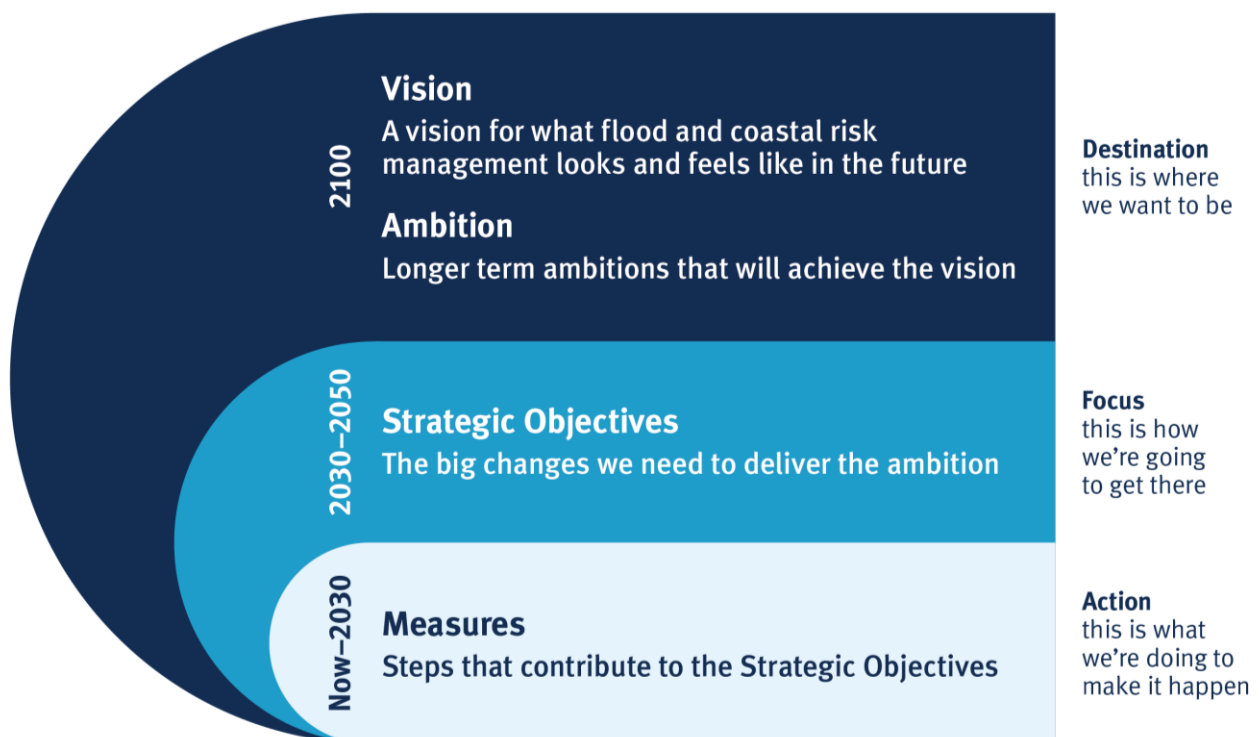 2100
Vision
A vision for what flood and coastal risk
management looks and feels like in the future
Ambition
Longer term ambitions that will achieve the vision
Destination
this is where
we want to be
2030–2050
Strategic Objectives
The big changes we need to deliver the ambition
Focus
this is how
we’re going
to get there
Now–2030
Measures
Steps that contribute to the Strategic Objectives
Action
this is what
we’re doing to
make it happen